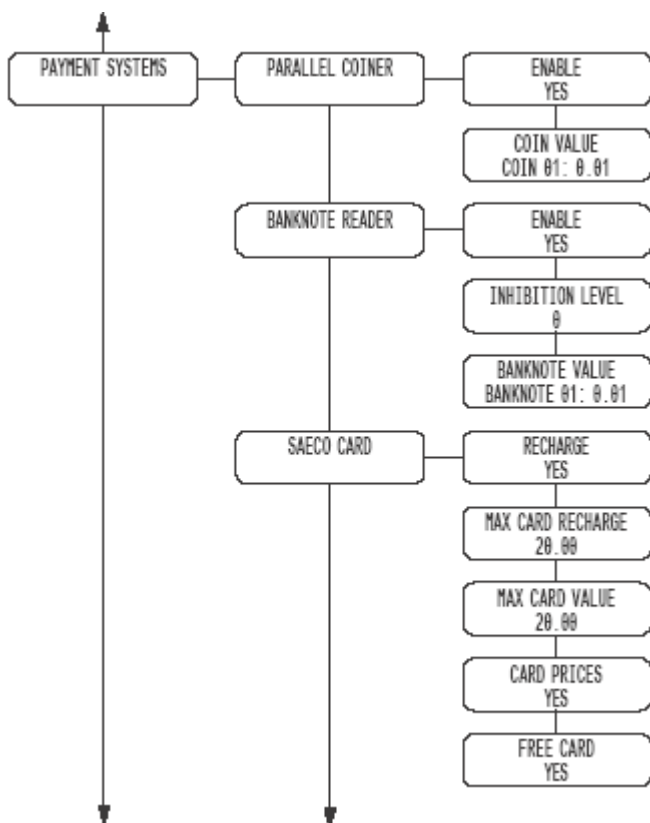 PAYMENT SYSTEMS
PARALLEL COINER
ENABLE
YES
COIN VALUE
COIN 01: 0.01
BANKNOTE READER
ENABLE
YES
INHIBITION LEVEL
0
BANKNOTE VALUE
BANKNOTE 01: 0.01
SAECO CARD
RECHARGE
YES
MAX CARD RECHARGE
20.00
MAX CARD VALUE
20.00
CARD PRICES
YES
FREE CARD
YES